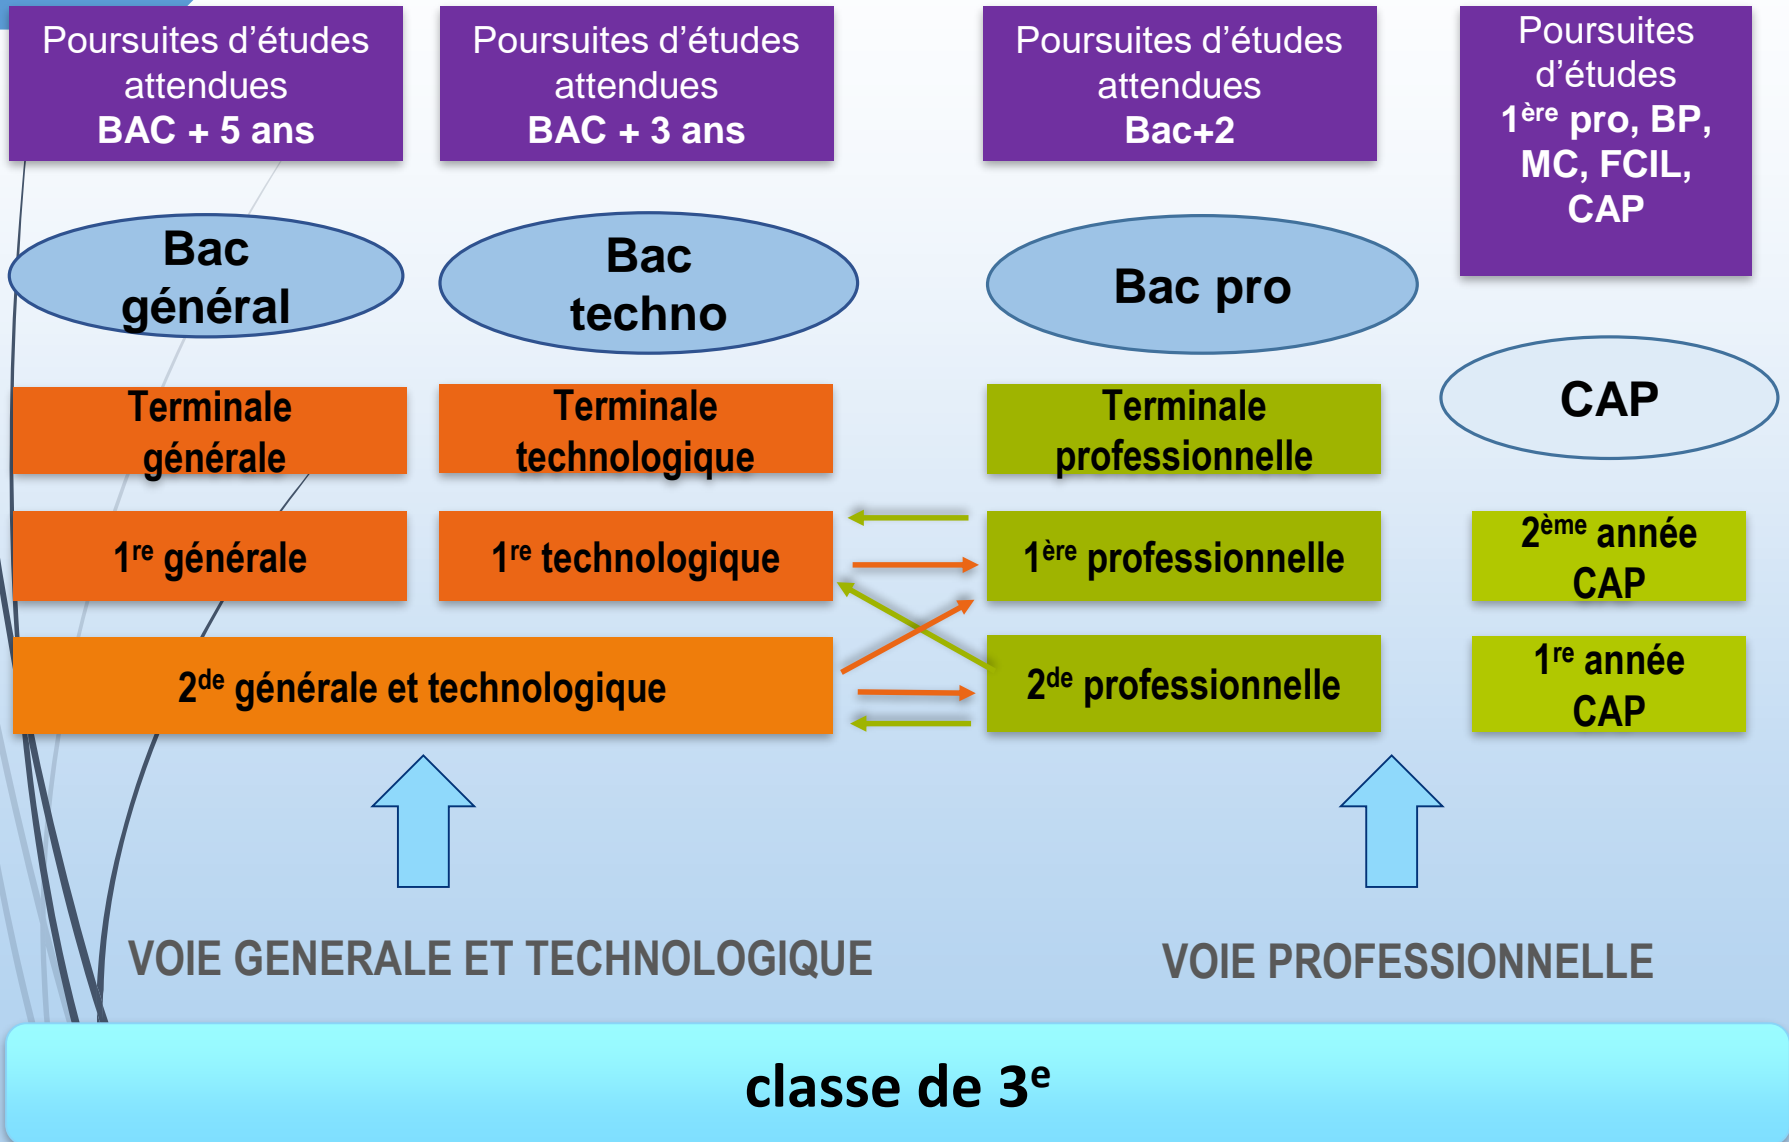 Poursuites d’études
attendues
BAC + 5 ans
Poursuites d’études
attendues
BAC + 3 ans
Poursuites d’études
attendues
Bac+2
Poursuites
d’études
1ère pro, BP,
MC, FCIL,
CAP
Bac
général
Bac
techno
Bac pro
CAP
Terminale
générale
Terminale
technologique
Terminale
professionnelle
1re générale
1re technologique
1ère professionnelle
2ème année
CAP
2de générale et technologique
2de professionnelle
1re année
CAP
VOIE GENERALE ET TECHNOLOGIQUE
VOIE PROFESSIONNELLE
classe de 3e